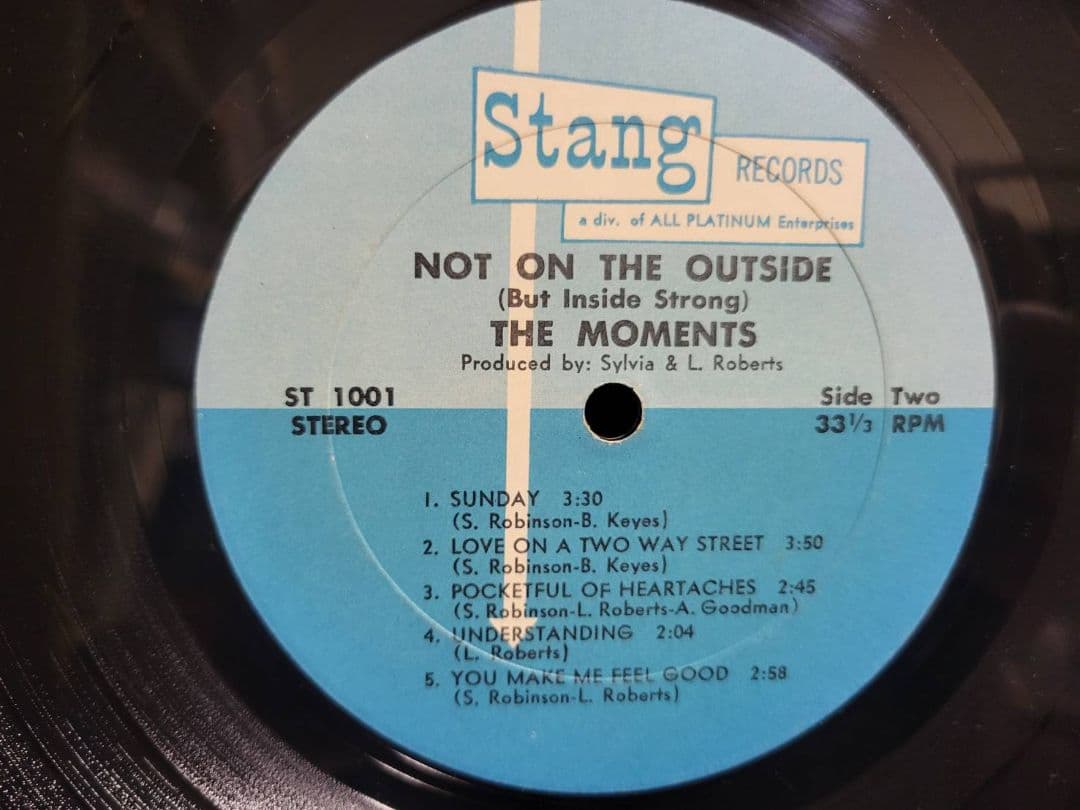 Stang
RECORDS
a div. of ALL PLATINUM Enterprises
NOT ON THE OUTSIDE
(But Inside Strong)
THE MOMENTS
Produced by: Sylvia & L. Roberts
ST 1001 Side Two
STEREO 33 1/3 RPM
1. SUNDAY 3:30
(S. Robinson-B. Keyes)
2. LOVE ON A TWO WAY STREET 3:50
(S. Robinson-B. Keyes)
3. POCKETFUL OF HEARTACHES 2:45
(S. Robinson-L. Roberts-A. Goodman)
4. UNDERSTANDING 2:04
(L. Roberts)
5. YOU MAKE ME FEEL GOOD 2:58
(S. Robinson-L. Roberts)